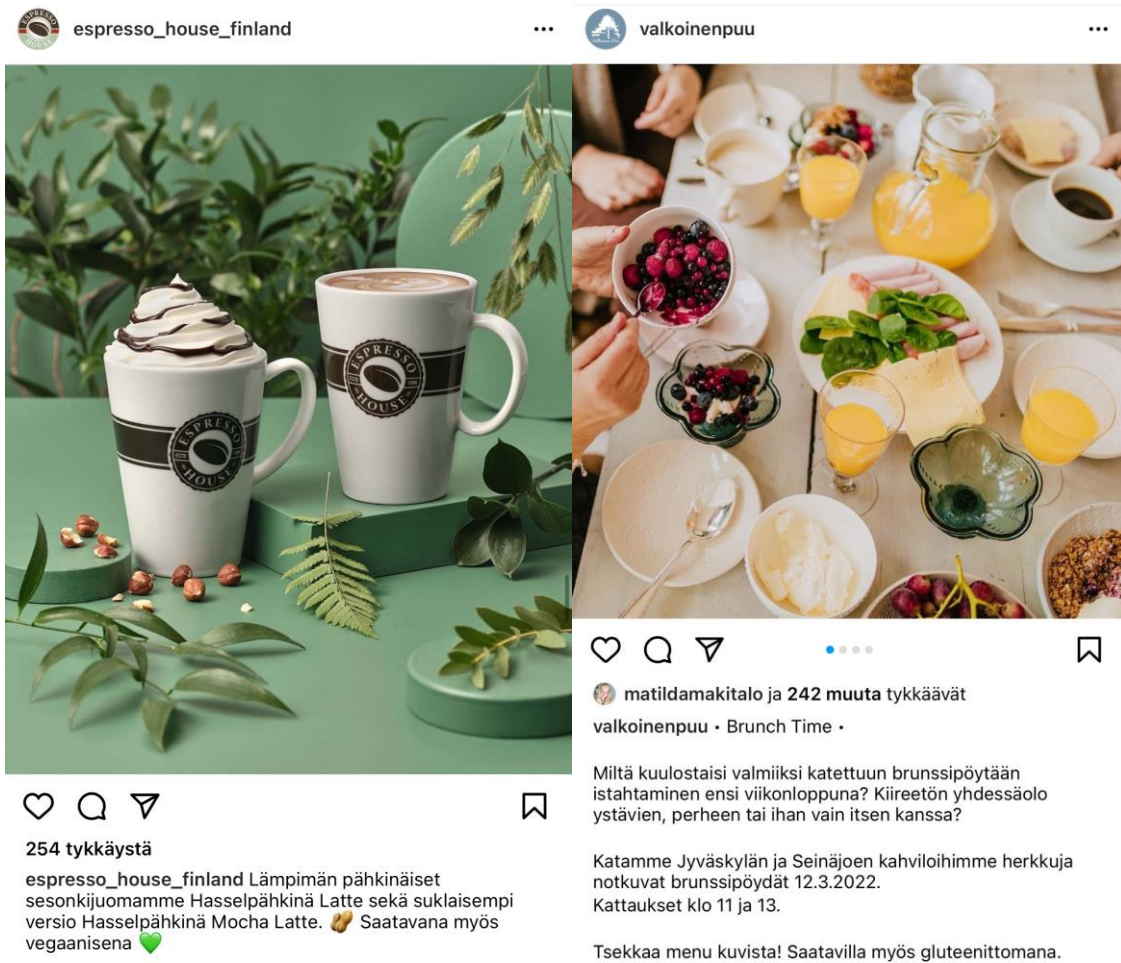 espresso_house_finland
ESPRESSO
HOUSE
ESPRESSO
HOUSE
254 tykkäystä
espresso_house_finland Lämpimän pähkinäiset
sesonkijuomamme Hasselpähkinä Latte sekä suklaisempi
versio Hasselpähkinä Mocha Latte. 🥜 Saatavana myös
vegaanisena 💚
valkoinenpuu
matildamakitalo ja 242 muuta tykkäävät
valkoinenpuu • Brunch Time •
Miltä kuulostaisi valmiiksi katettuun brunssipöytään
istahtaminen ensi viikonloppuna? Kiireetön yhdessäolo
ystävien, perheen tai ihan vain itsen kanssa?
Katamme Jyväskylän ja Seinäjoen kahviloihimme herkkuja
notkuvat brunssipöydät 12.3.2022.
Kattaukset klo 11 ja 13.
Tsekkaa menu kuvista! Saatavilla myös gluteenittomana.